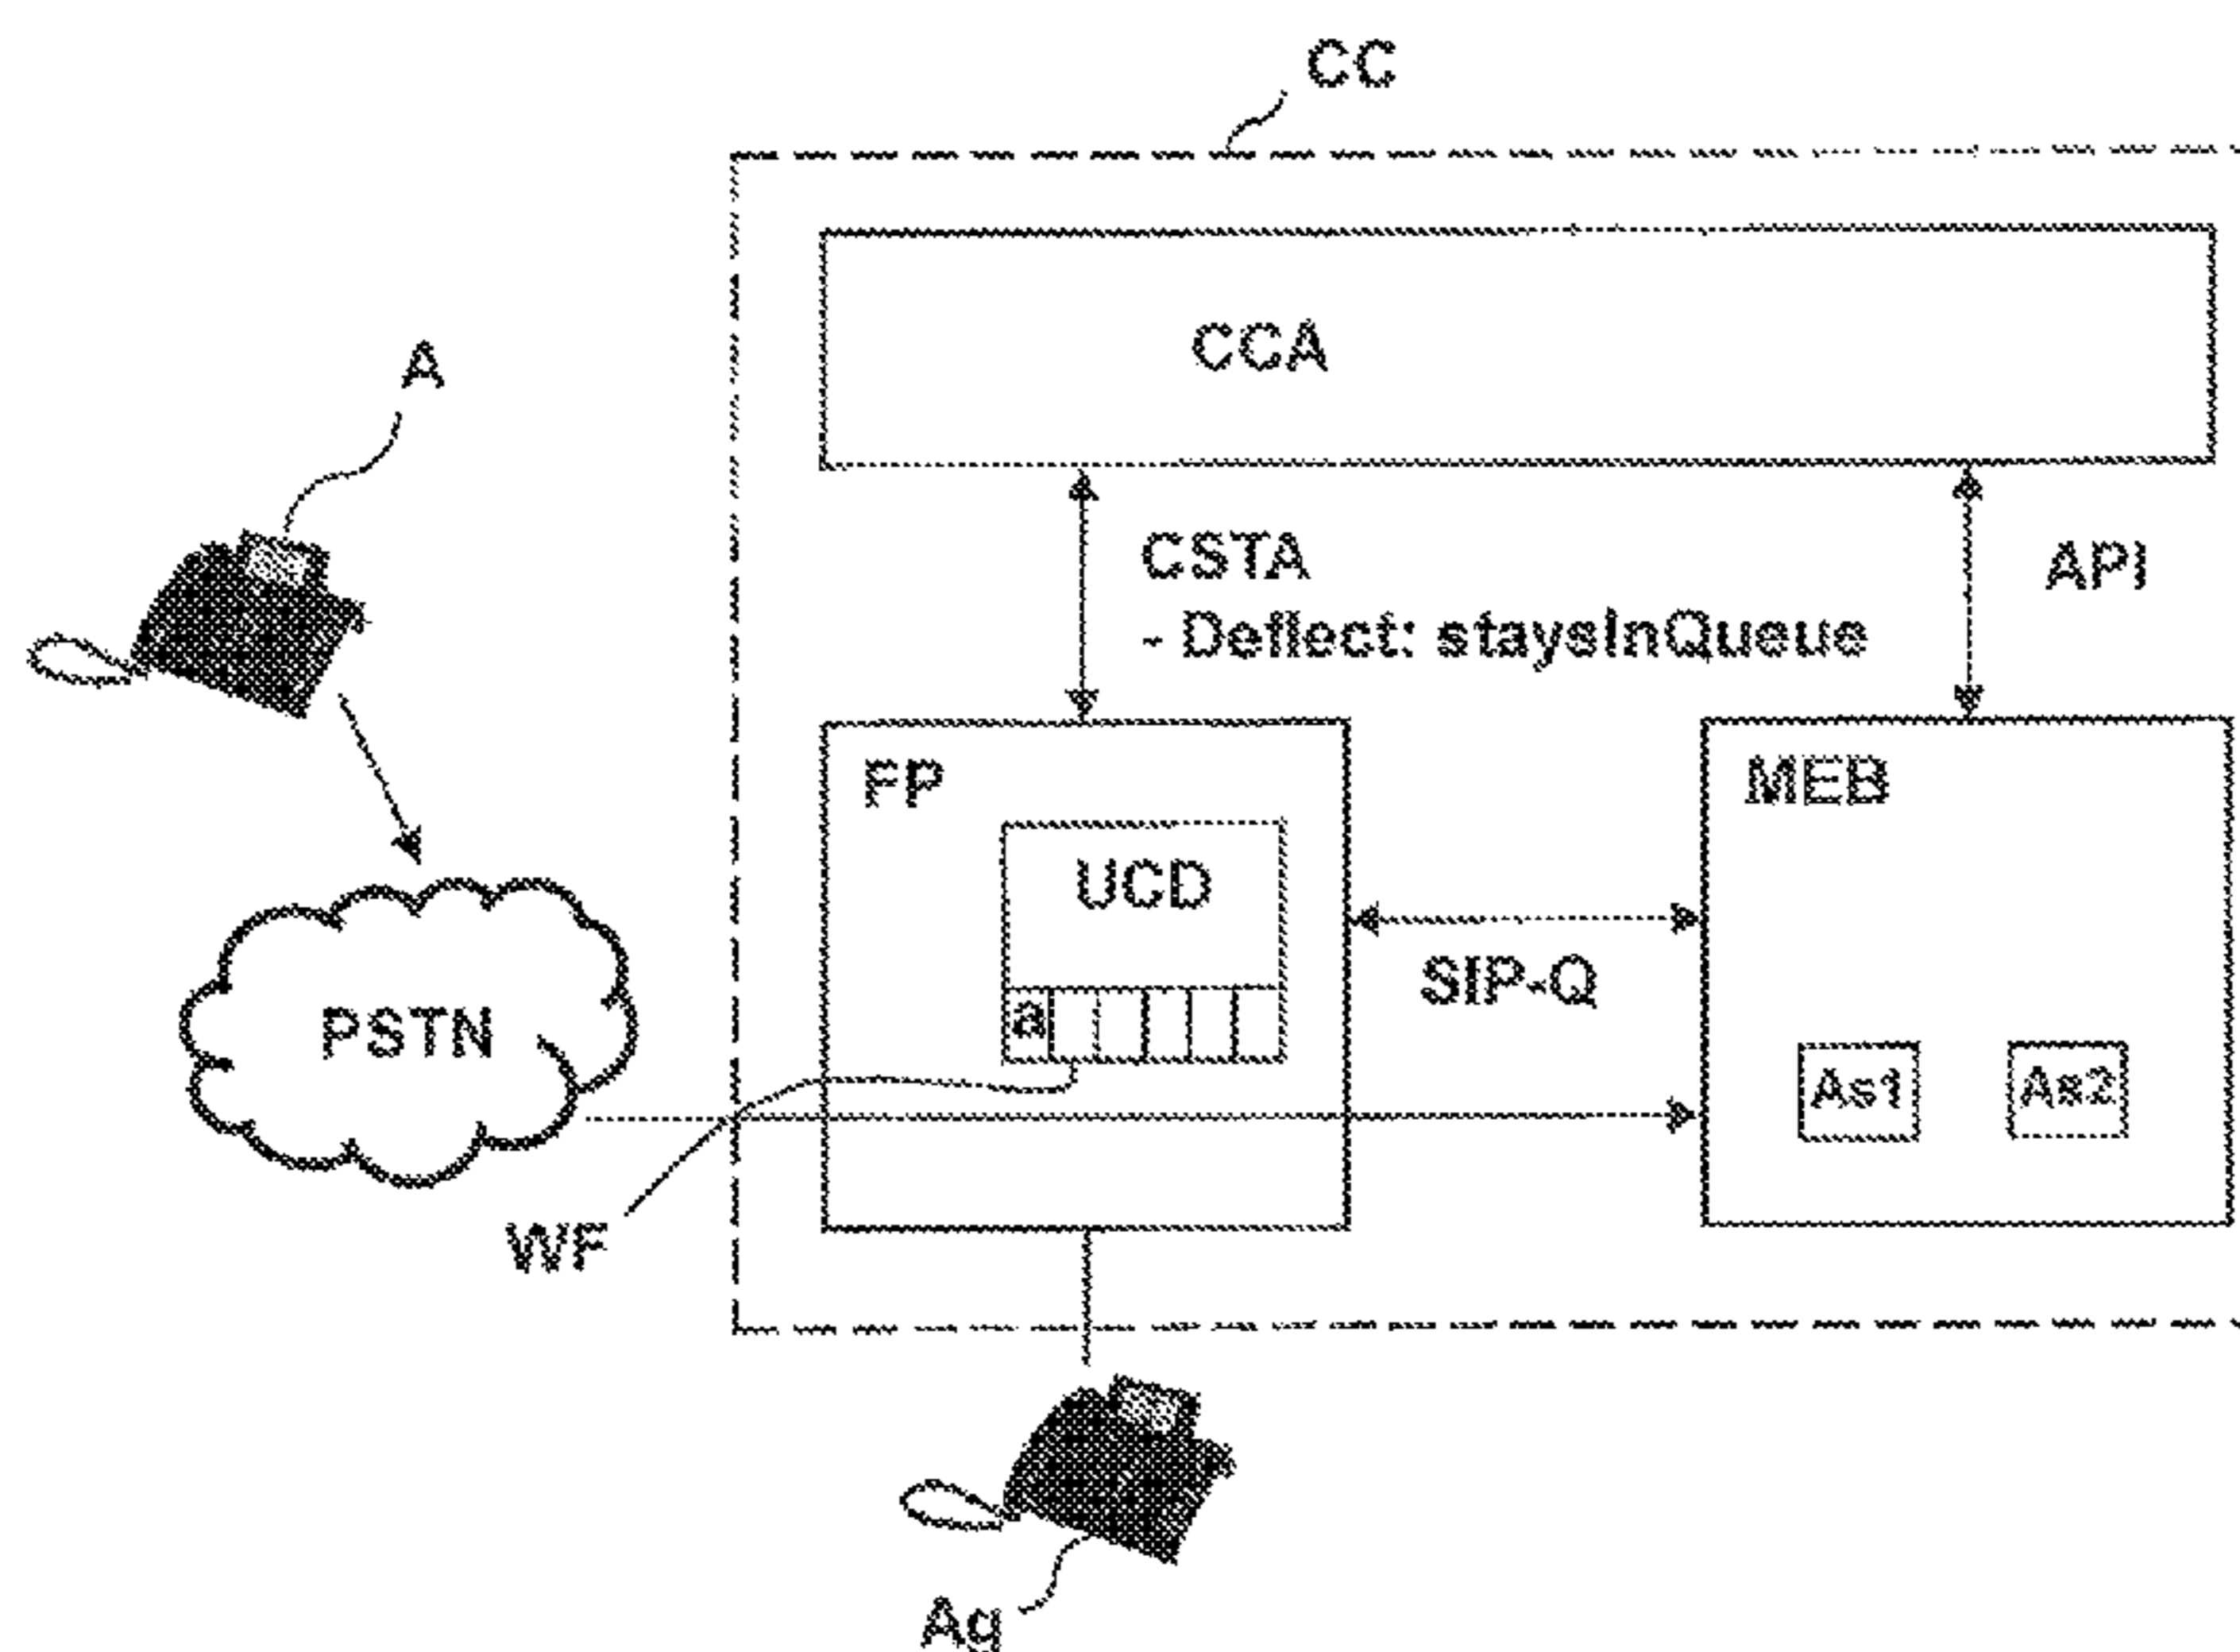 CC
CCA
A
CSTA
- Deflect: staysInQueue
API
FP
MEB
UCD
a
SIP-Q
PSTN
As1
As2
WF
Ag